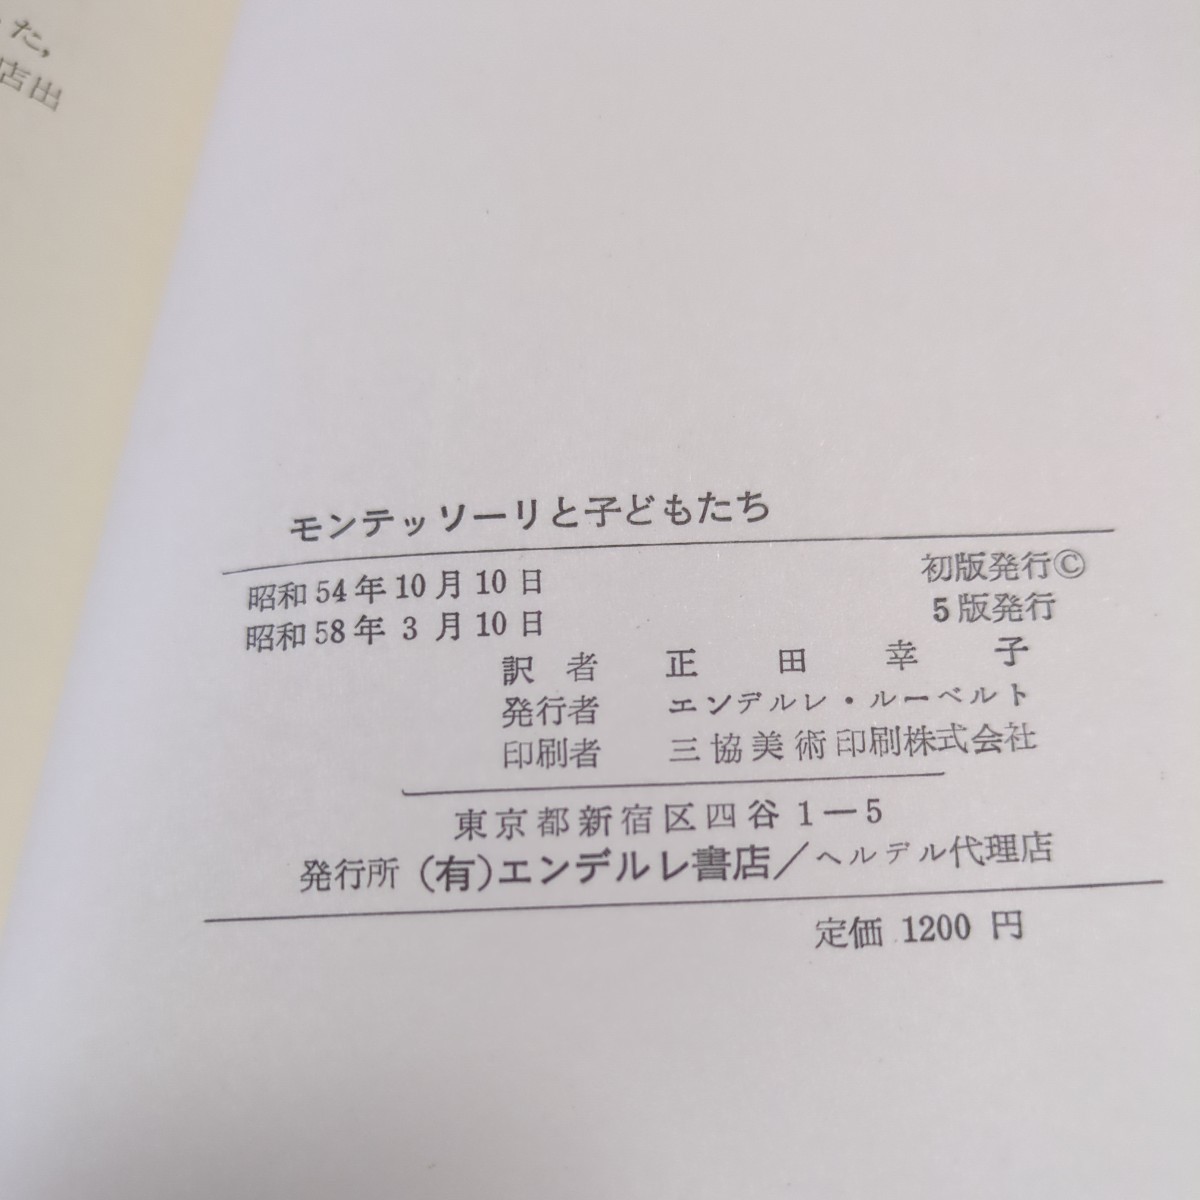 た,
店出
モンテッソーリと子どもたち
昭和54年10月10日 初版発行©
昭和58年3月10日 5版発行
訳者 正田幸子
発行者 エンデルレ・ルーベルト
印刷者 三協美術印刷株式会社
東京都新宿区四谷1―5
発行所 (有)エンデルレ書店/ヘルデル代理店
定価 1200円